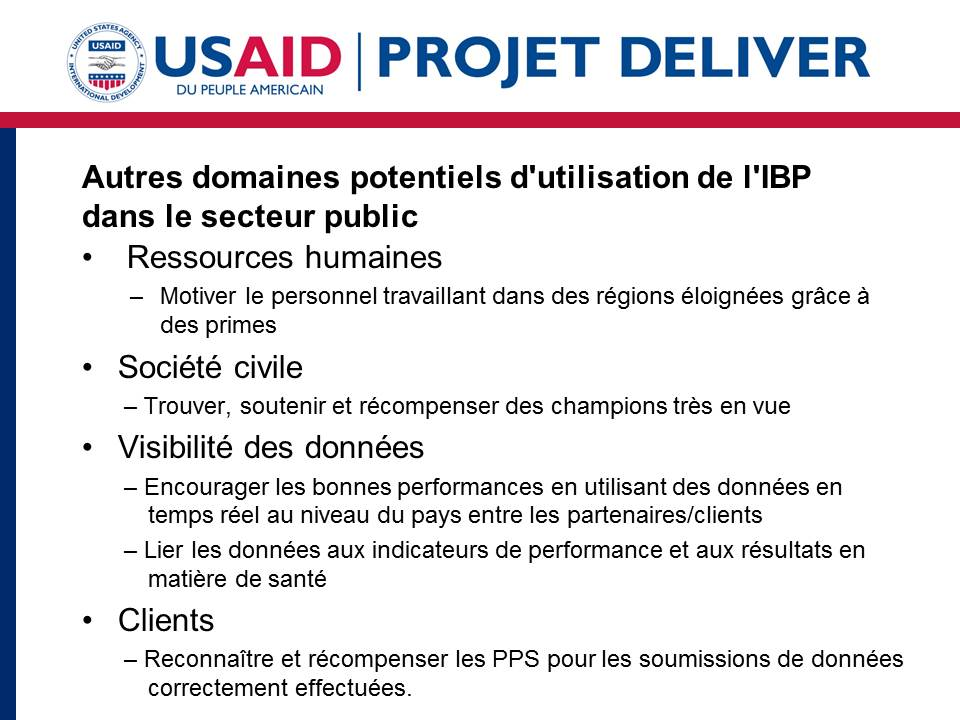 UNITED STATES AGENCY
USAID
INTERNATIONAL DEVELOPMENT
USAID
DU PEUPLE AMERICAIN
PROJET DELIVER
Autres domaines potentiels d'utilisation de l'IBP
dans le secteur public
• Ressources humaines
– Motiver le personnel travaillant dans des régions éloignées grâce à
des primes
• Société civile
– Trouver, soutenir et récompenser des champions très en vue
• Visibilité des données
– Encourager les bonnes performances en utilisant des données en
temps réel au niveau du pays entre les partenaires/clients
– Lier les données aux indicateurs de performance et aux résultats en
matière de santé
• Clients
– Reconnaître et récompenser les PPS pour les soumissions de données
correctement effectuées.